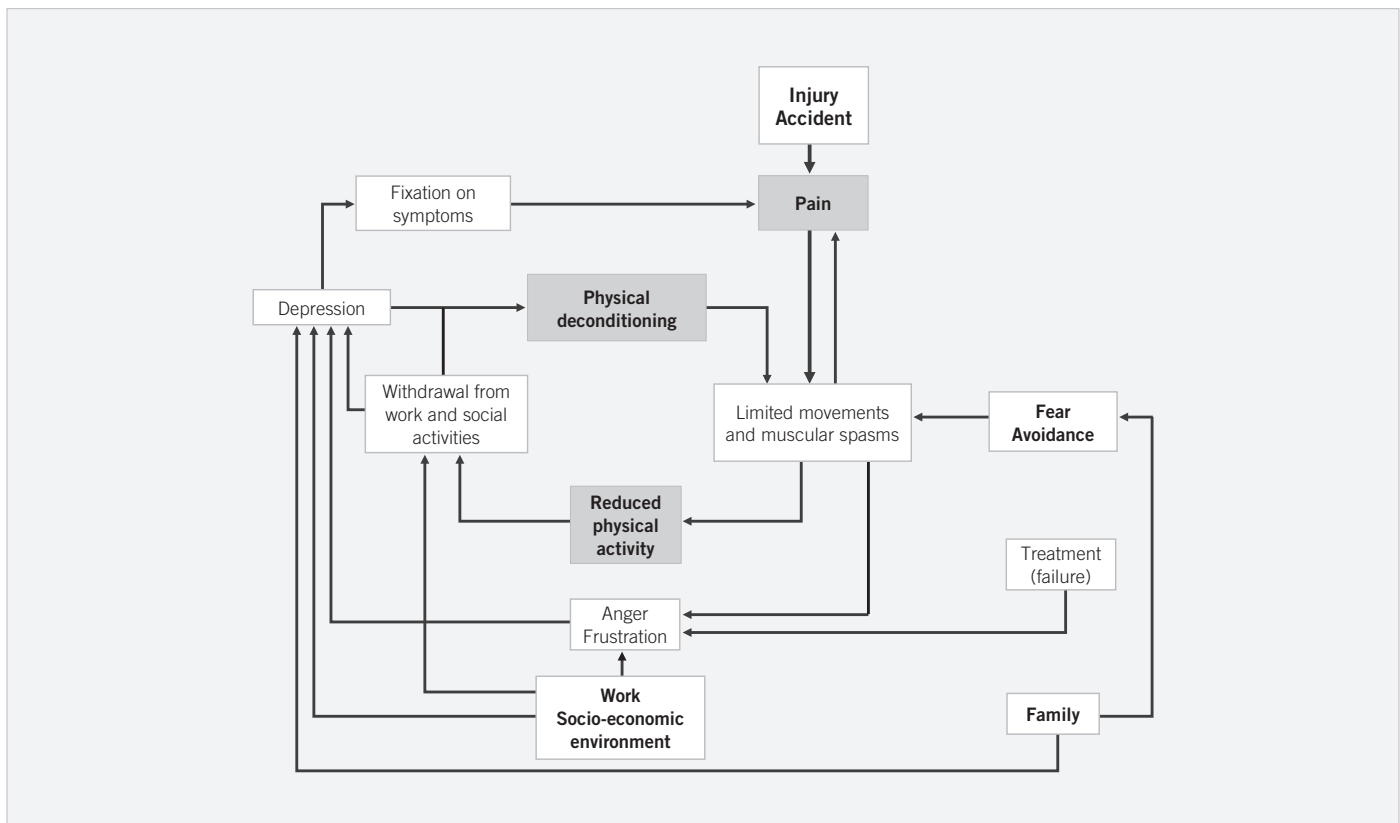 Injury
Accident
Fixation on
symptoms
Pain
Depression
Physical
deconditioning
Withdrawal from
work and social
activities
Limited movements
and muscular spasms
Fear
Avoidance
Reduced
physical
activity
Treatment
(failure)
Anger
Frustration
Work
Socio-economic
environment
Family